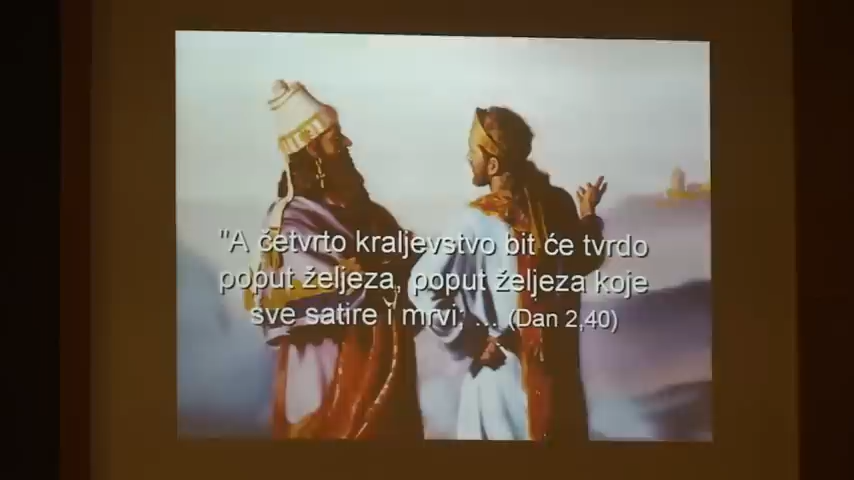 "A četvrto kraljevstvo bit će tvrdo
poput željeza, poput željeza koje
sve satire i mrvi; ... (Dan 2,40)